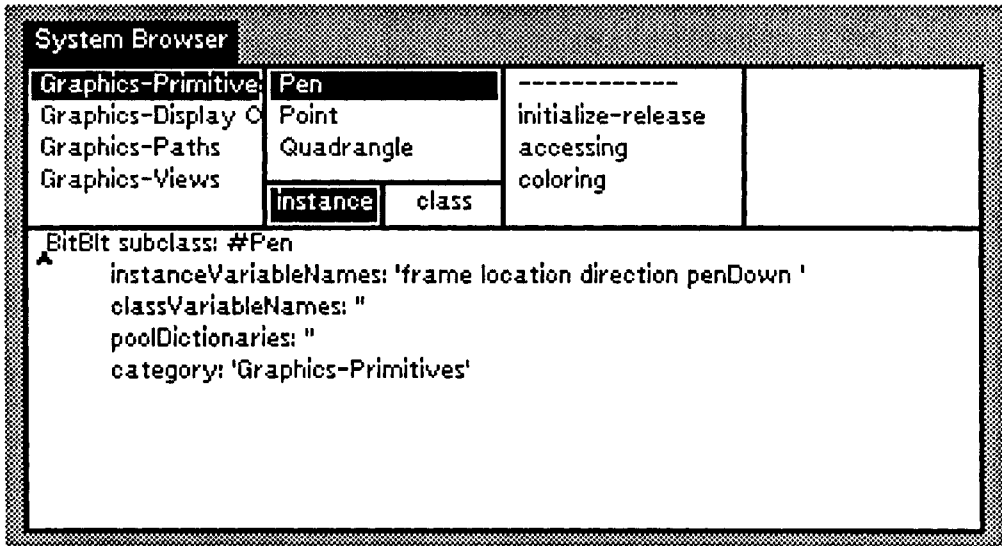 System Browser
Graphics-Primitive
Graphics-Display O
Graphics-Paths
Graphics-Views
Pen
Point
Quadrangle
instance class
-------------
initialize-release
accessing
coloring
BitBlt subclass: #Pen
instanceVariableNames: 'frame location direction penDown '
classVariableNames: ''
poolDictionaries: ''
category: 'Graphics-Primitives'